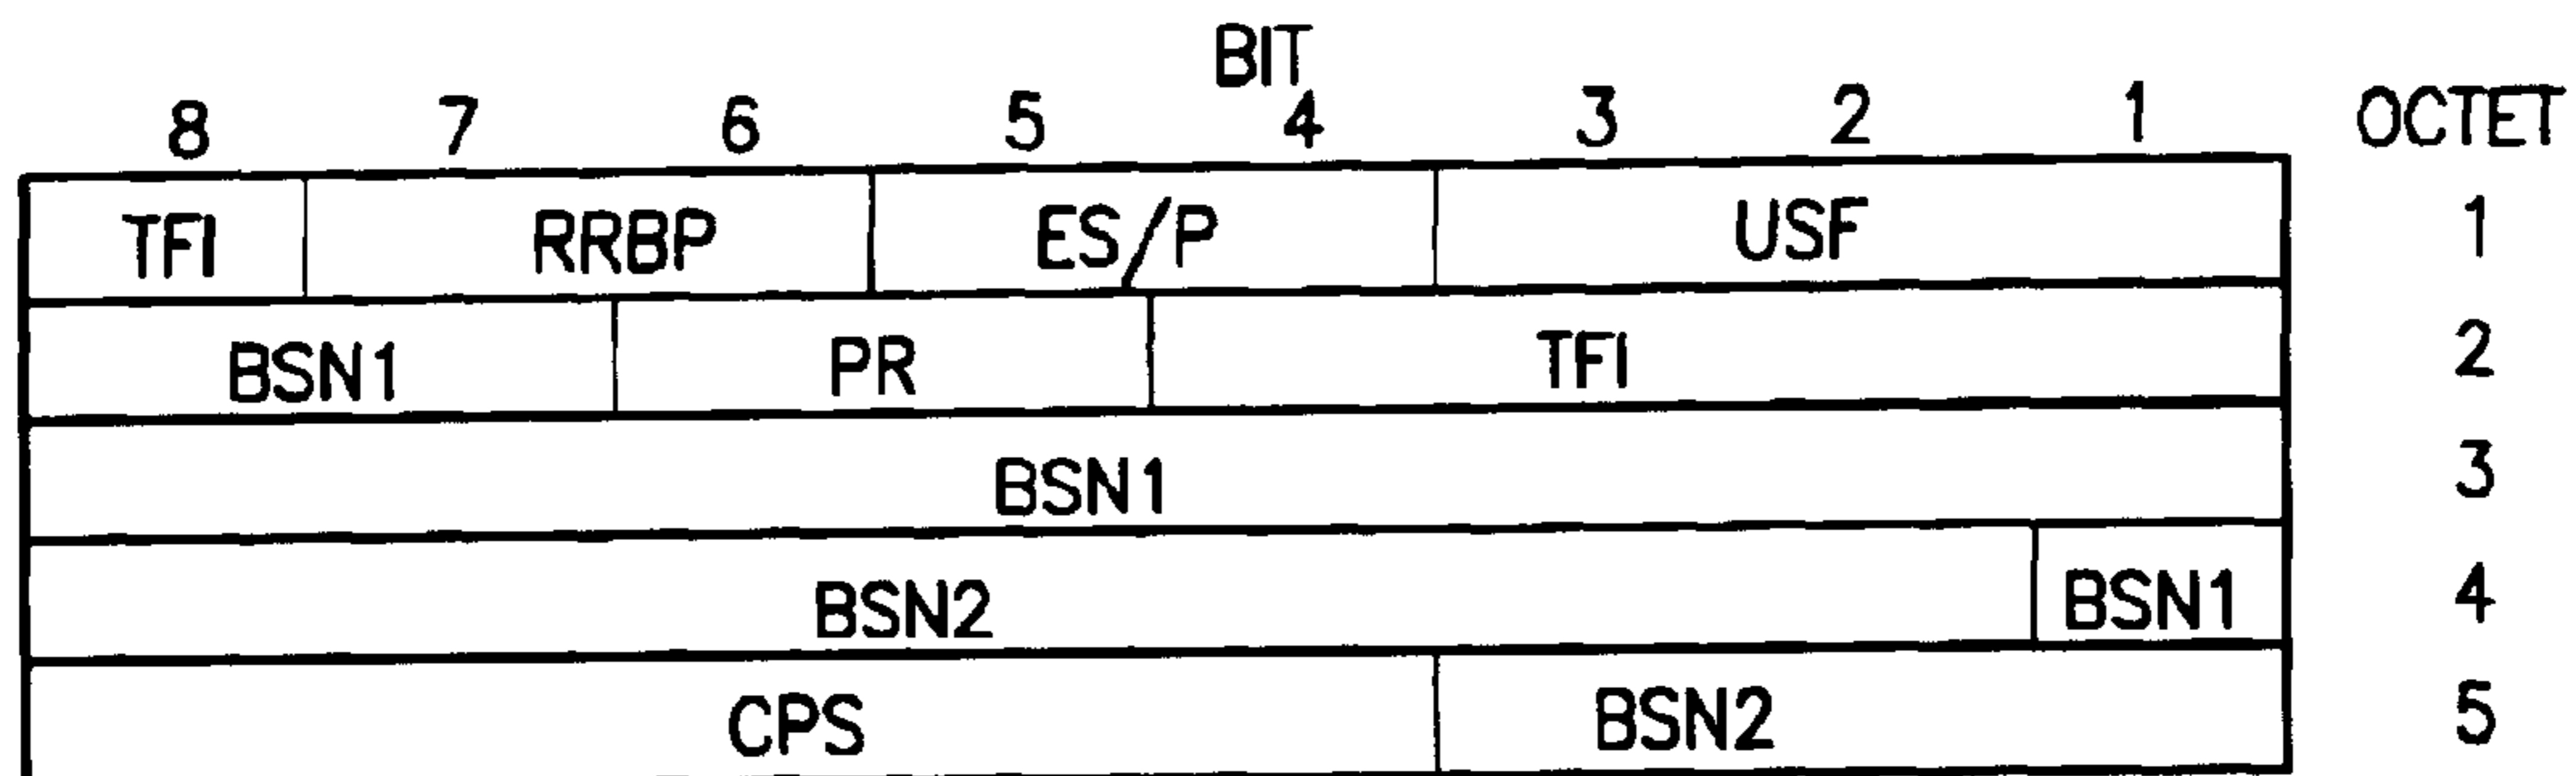 BIT
8 7 6 5 4 3 2 1 OCTET
TFI RRBP ES/P USF 1
BSN1 PR TFI 2
BSN1 3
BSN2 BSN1 4
CPS BSN2 5